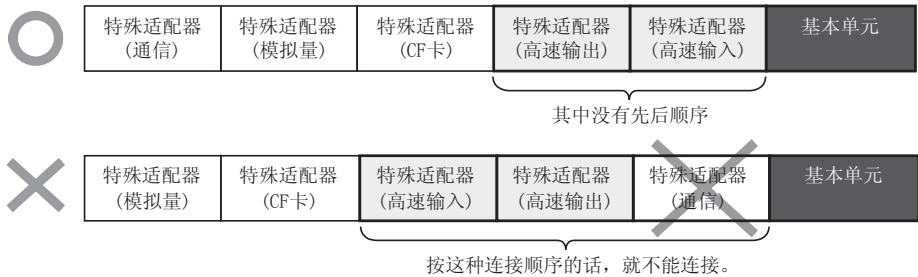 特殊适配器 特殊适配器 特殊适配器 特殊适配器 特殊适配器 基本单元
(通信) (模拟量) (CF卡) (高速输出) (高速输入)
其中没有先后顺序
特殊适配器 特殊适配器 特殊适配器 特殊适配器 特殊适配器 基本单元
(模拟量) (CF卡) (高速输入) (高速输出) (通信)
按这种连接顺序的话，就不能连接。